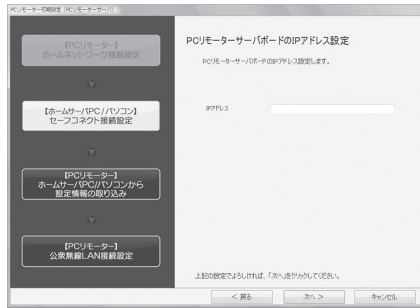 PCリモーター初期設定 (PCリモーターサーバ)
【PCリモーター】
ホームネットワーク接続設定
【ホームサーバPC/パソコン】
セーフコネクト接続設定
【PCリモーター】
ホームサーバPC/パソコンから
設定情報の取り込み
【PCリモーター】
公衆無線LAN接続設定
PCリモーターサーバボードのIPアドレス設定
PCリモーターサーバボードのIPアドレス設定します。
IPアドレス
上記の設定でよろしければ、「次へ」をクリックしてください。
< 戻る
次へ >
キャンセル